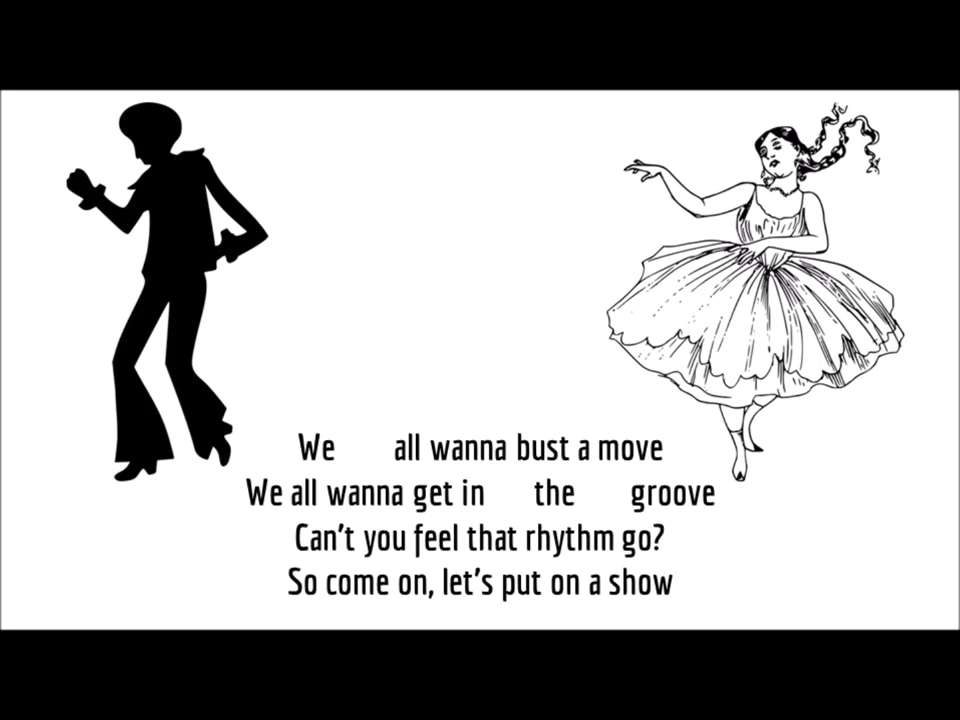 We all wanna bust a move
We all wanna get in the groove
Can't you feel that rhythm go?
So come on, let's put on a show